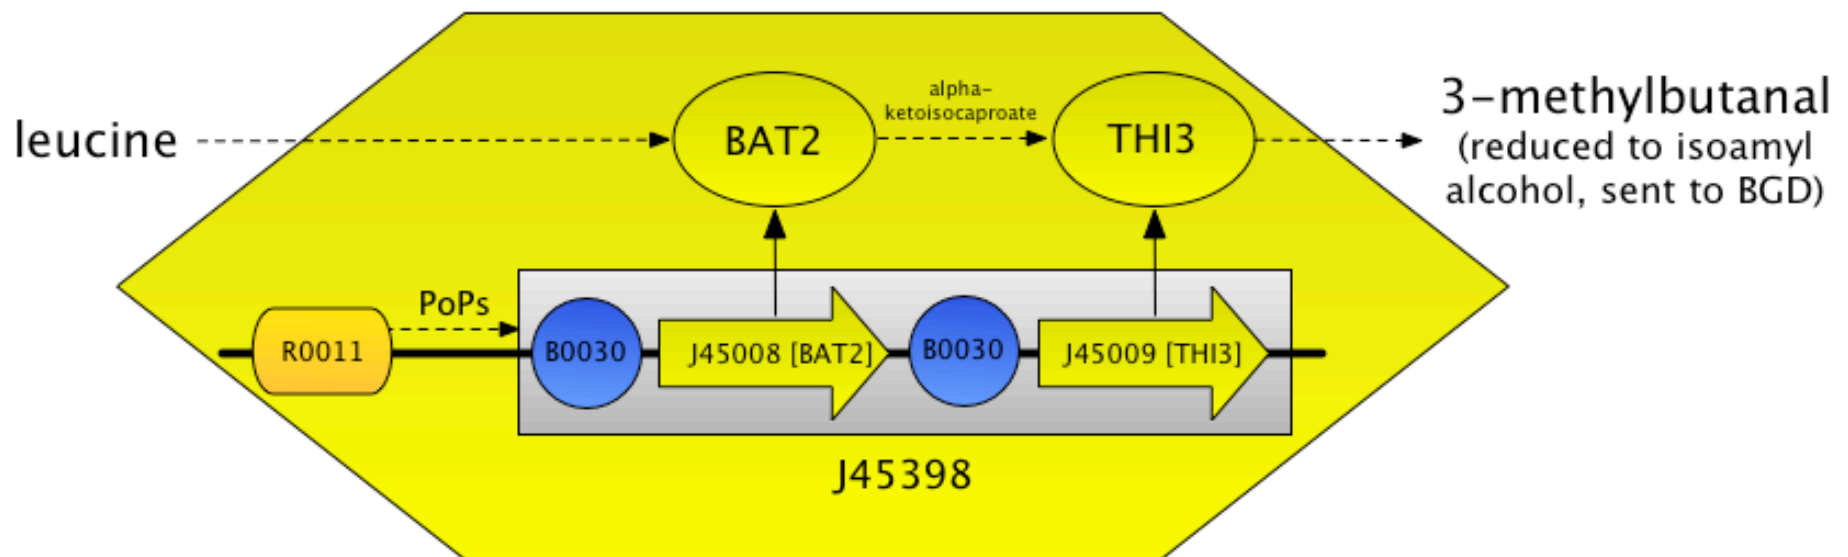 leucine
BAT2
alpha-
ketoisocaproate
THI3
3-methylbutanal
(reduced to isoamyl
alcohol, sent to BGD)
PoPs
R0011
B0030
J45008 [BAT2]
B0030
J45009 [THI3]
J45398